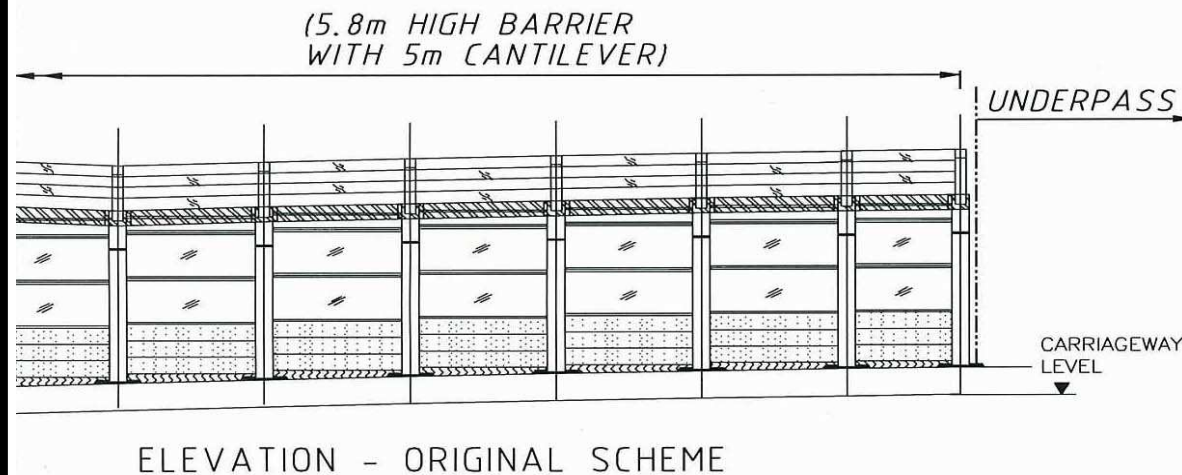 (5.8m HIGH BARRIER
WITH 5m CANTILEVER)
UNDERPASS
CARRIAGEWAY
LEVEL
ELEVATION - ORIGINAL SCHEME